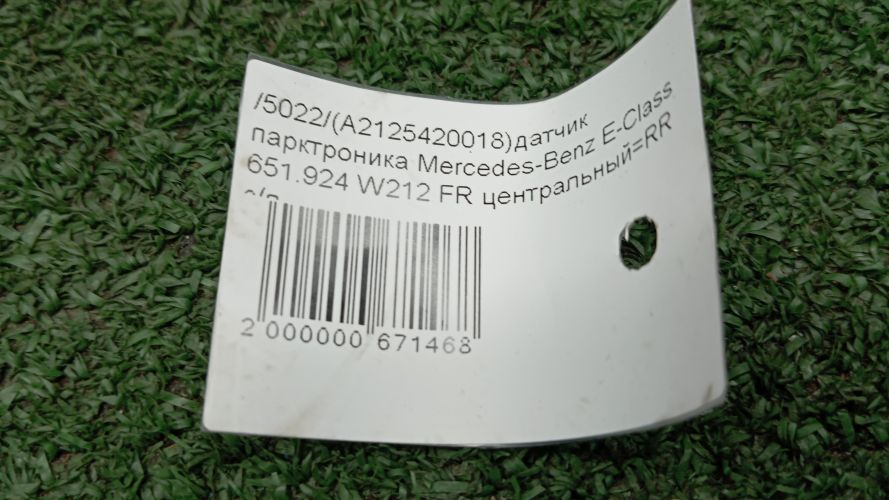 /5022/(A2125420018)датчик
парктроника Mercedes-Benz E-Class
651.924 W212 FR центральный=RR
2 000000 671468